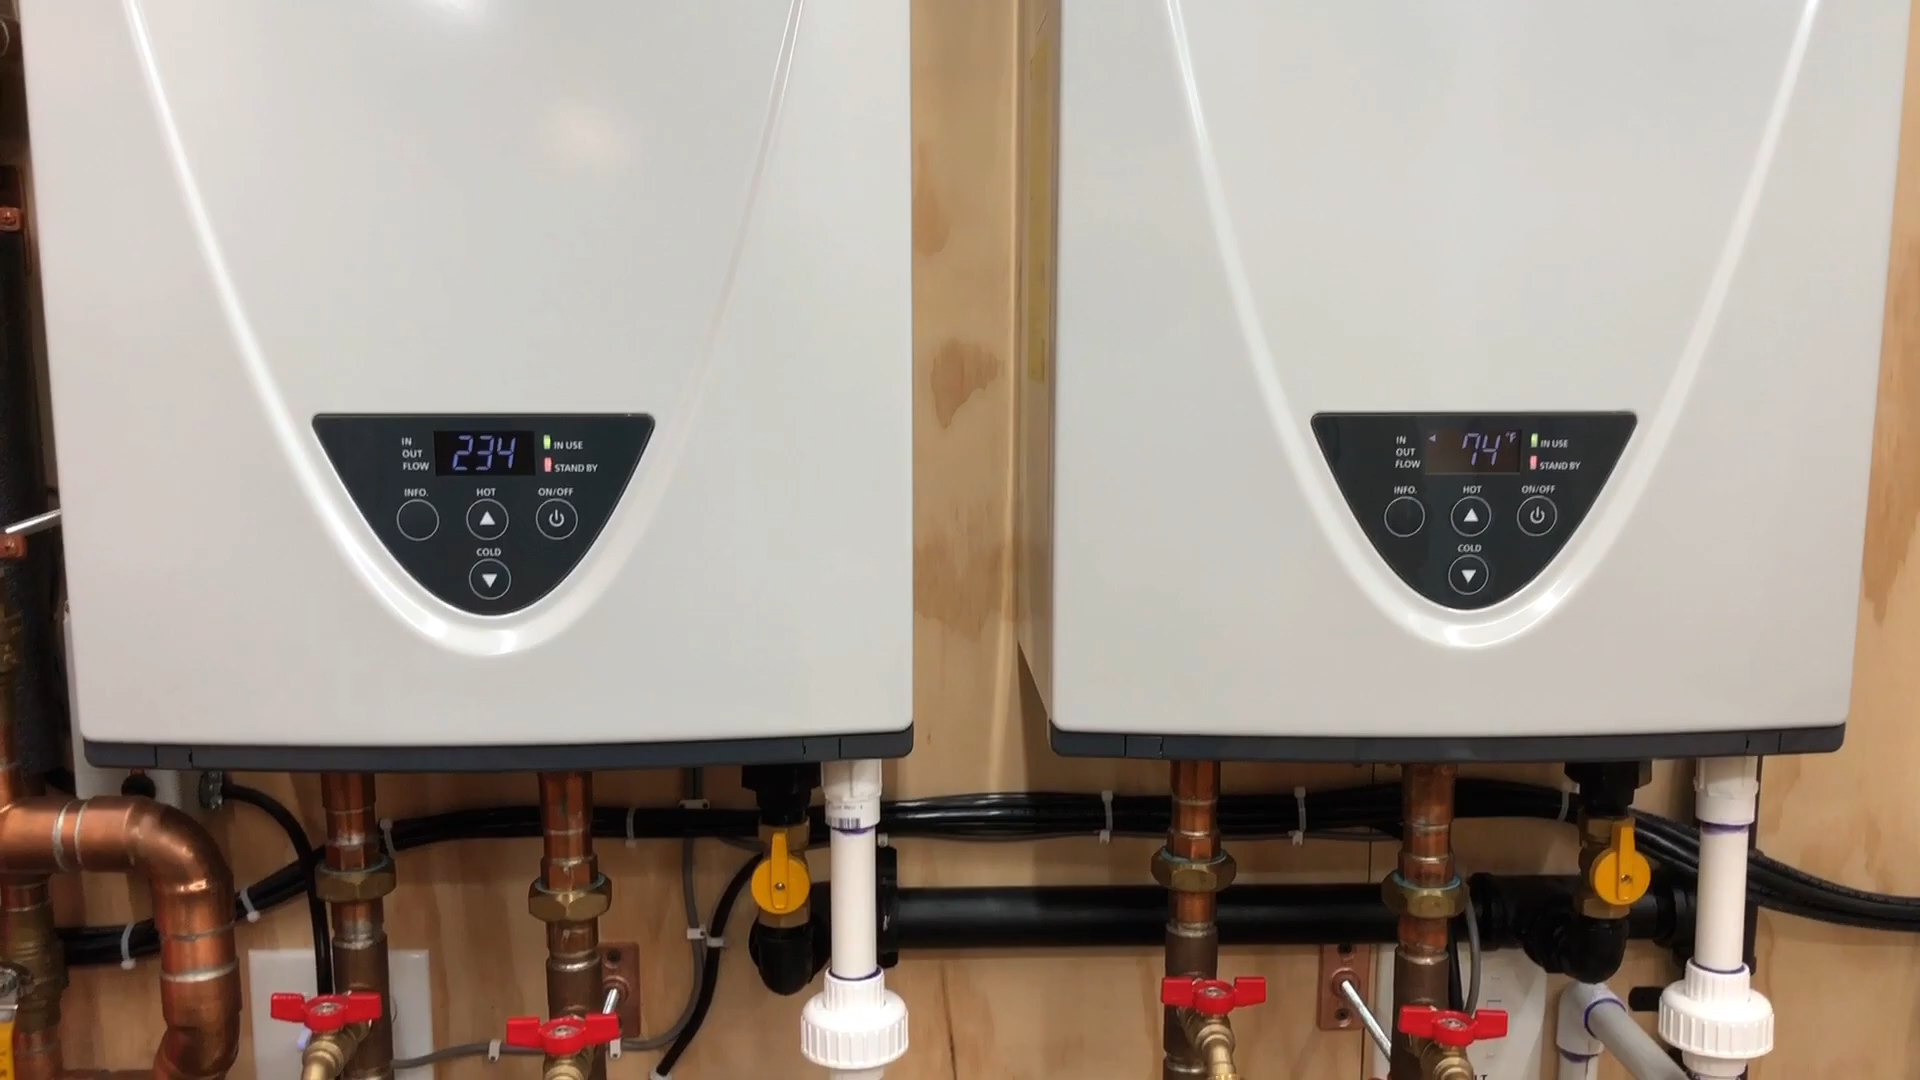 IN
OUT
FLOW
234
IN USE
STAND BY
INFO.
HOT
ON/OFF
COLD
IN
OUT
FLOW
74°F
IN USE
STAND BY
INFO.
HOT
ON/OFF
COLD